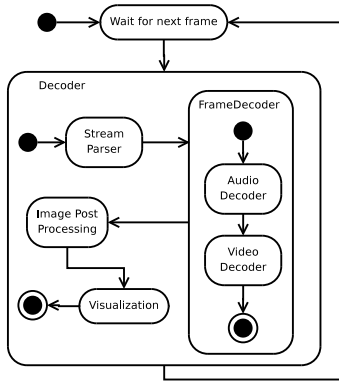 Wait for next frame
Decoder
FrameDecoder
Stream
Parser
Audio
Decoder
Image Post
Processing
Video
Decoder
Visualization